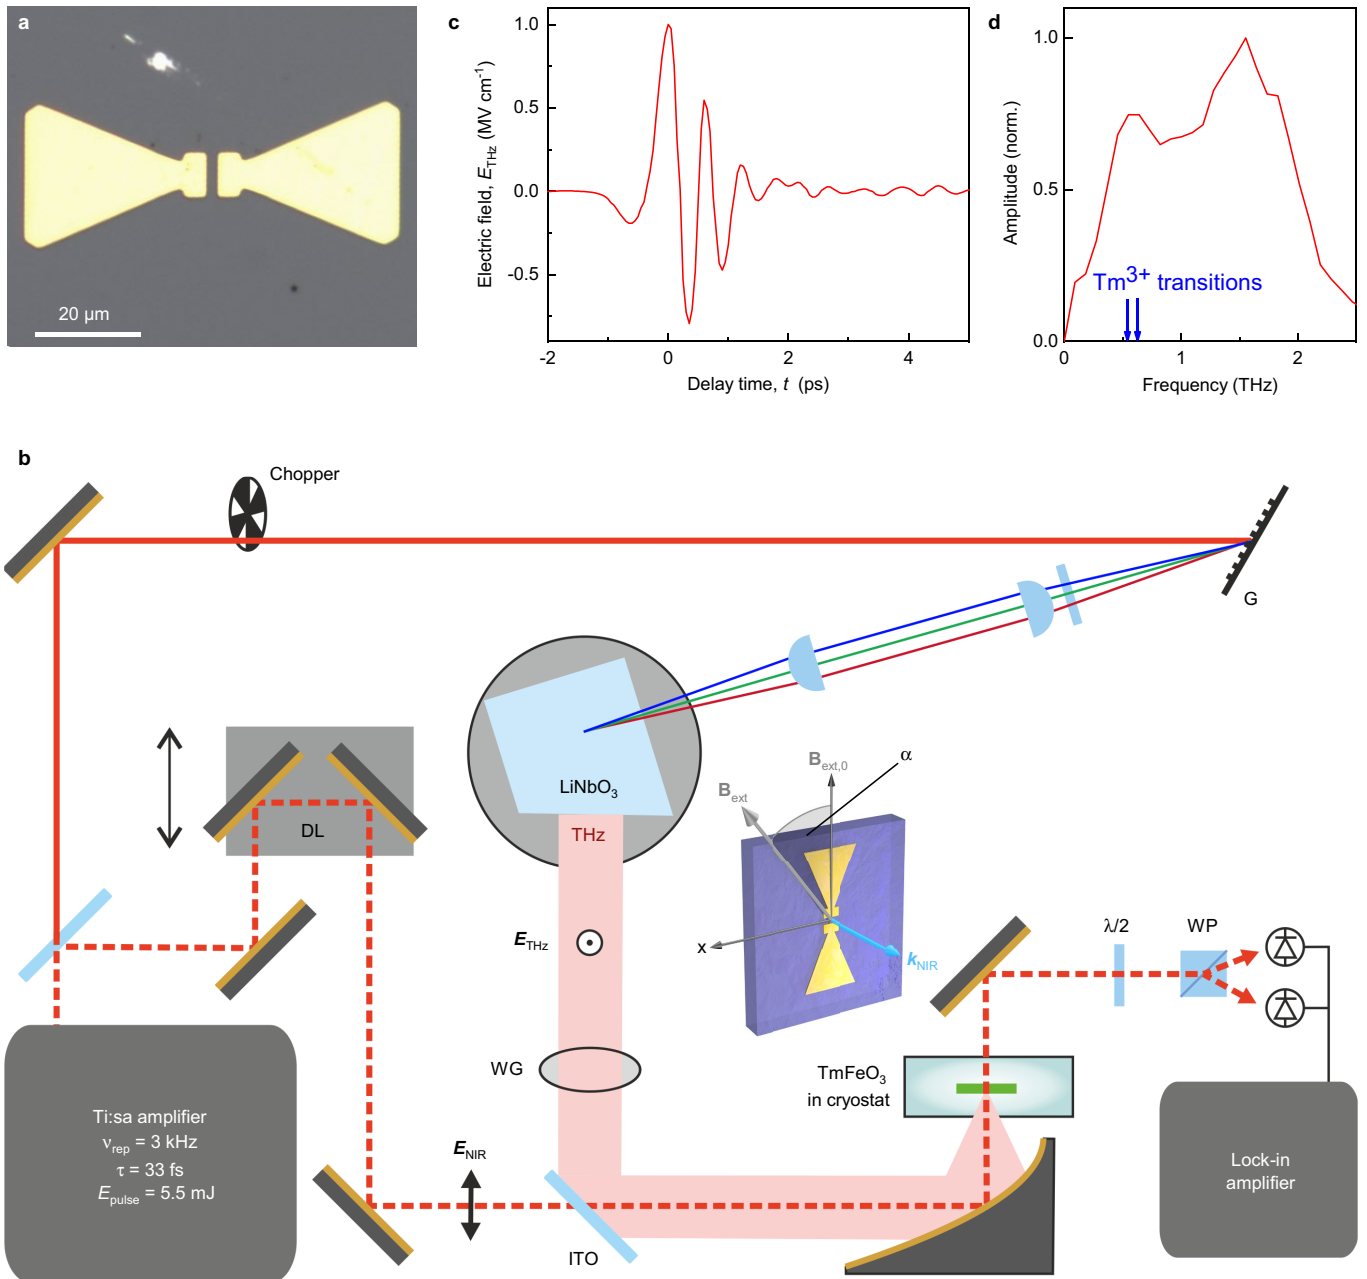 a
20 µm
c
Electric field, E_THz (MV cm⁻¹)
1.0
0.5
0.0
-0.5
-2
0
2
4
Delay time, t (ps)
d
Amplitude (norm.)
1.0
0.5
0.0
Tm³⁺ transitions
0
1
2
Frequency (THz)
b
Chopper
G
LiNbO₃
THz
DL
B_ext,0
α
B_ext
x
k_NIR
E_THz
λ/2
WP
WG
TmFeO₃
in cryostat
Ti:sa amplifier
ν_rep = 3 kHz
τ = 33 fs
E_pulse = 5.5 mJ
E_NIR
ITO
Lock-in
amplifier